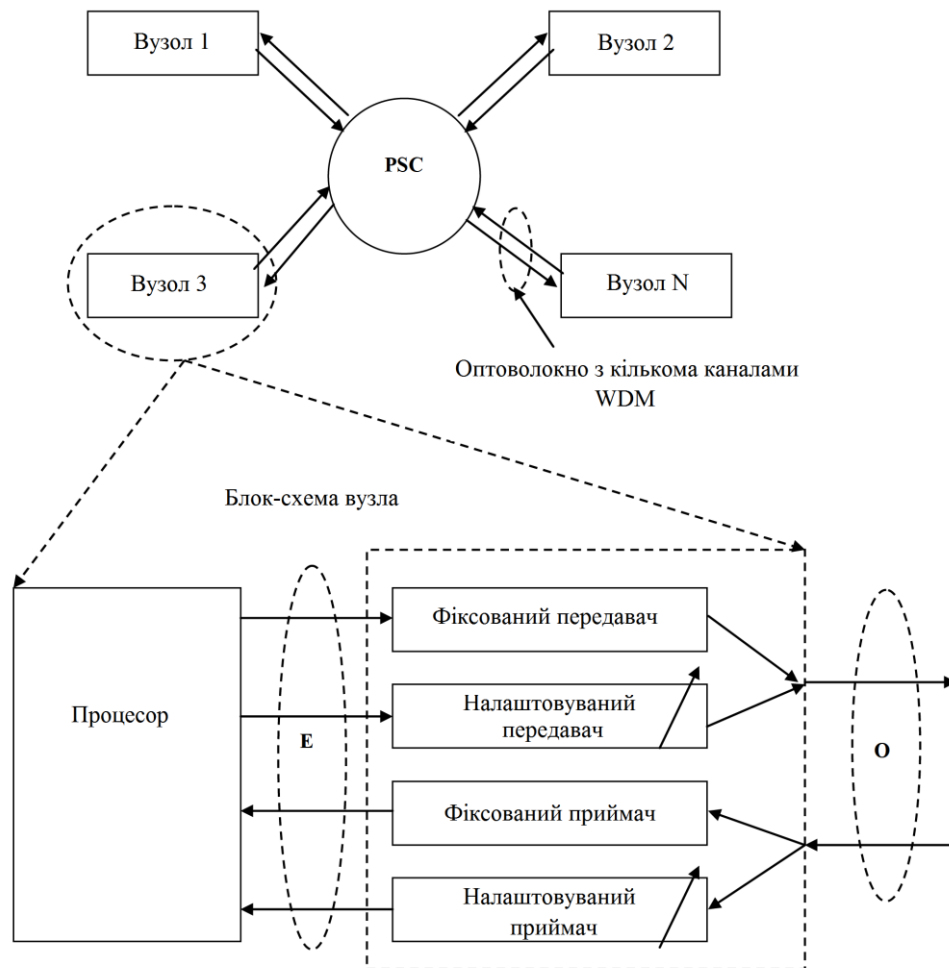 Вузол 1
Вузол 2
PSC
Вузол 3
Вузол N
Оптоволокно з кількома каналами
WDM
Блок-схема вузла
Процесор
E
Фіксований передавач
Налаштовуваний
передавач
Фіксований приймач
Налаштовуваний
приймач
O